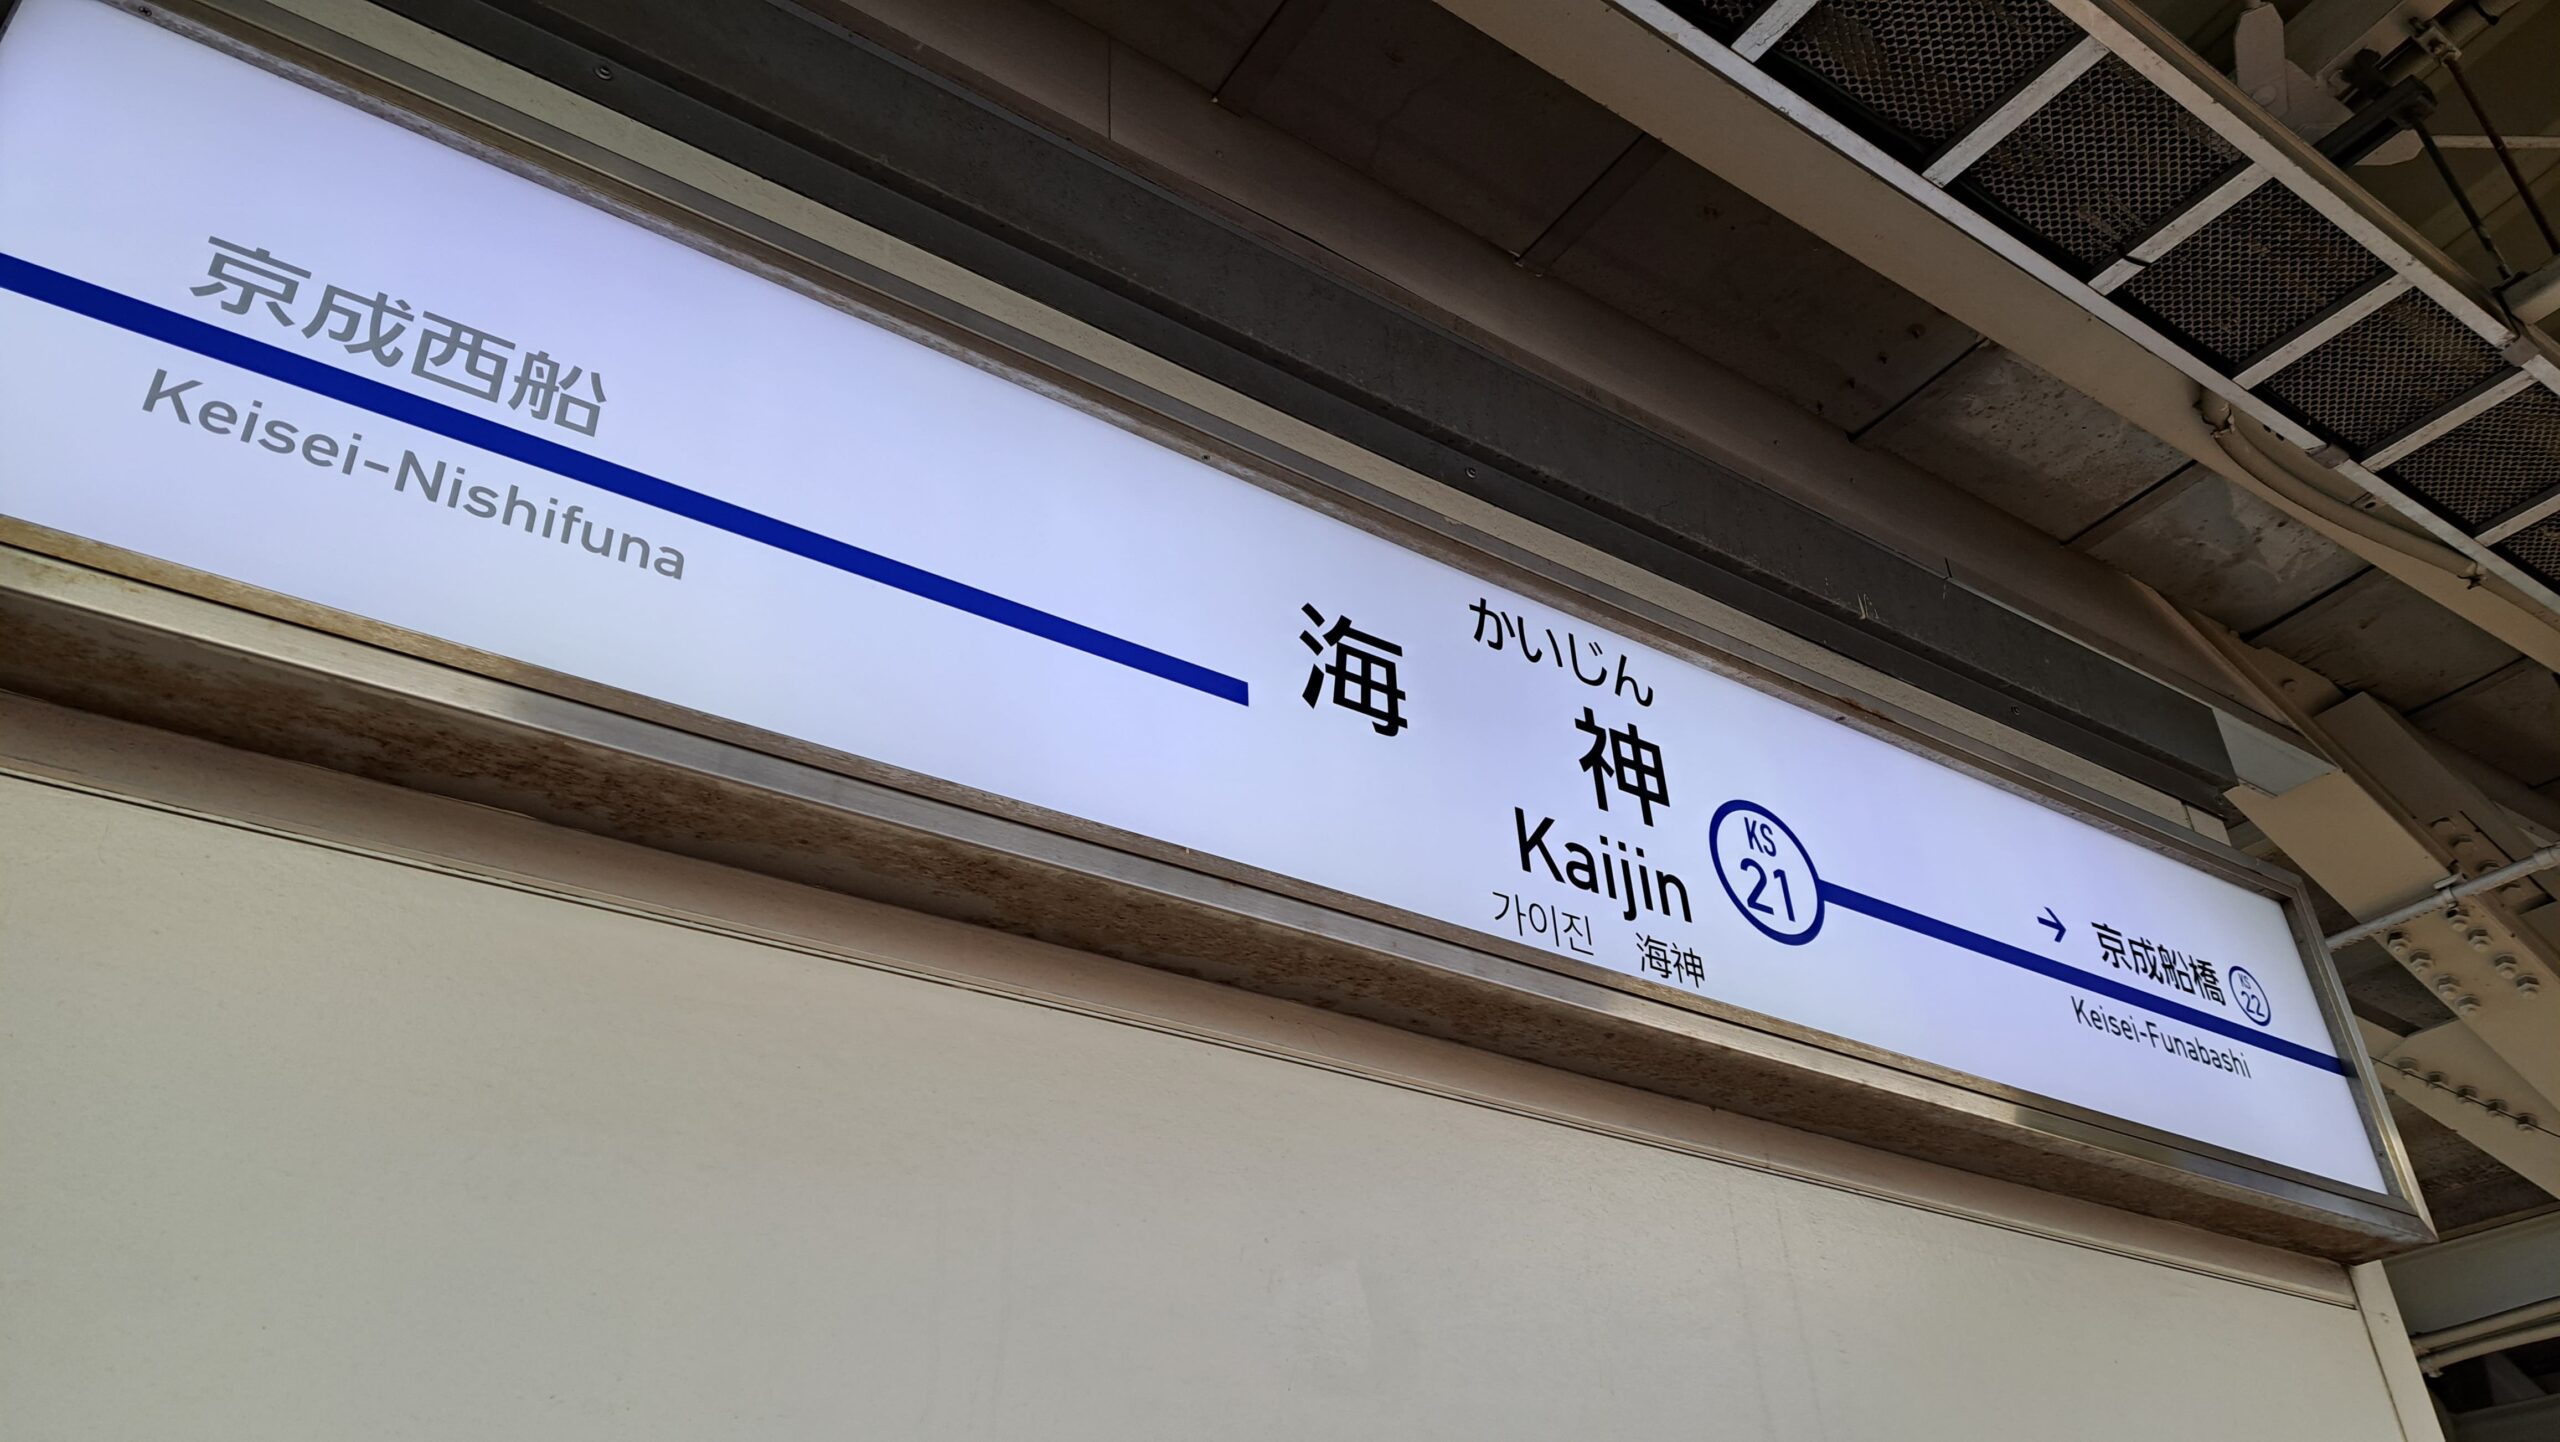 京成西船
Keisei-Nishifuna
かいじん
海神
Kaijin
가이진 海神
KS
21
→ 京成船橋
KS
22
Keisei-Funabashi